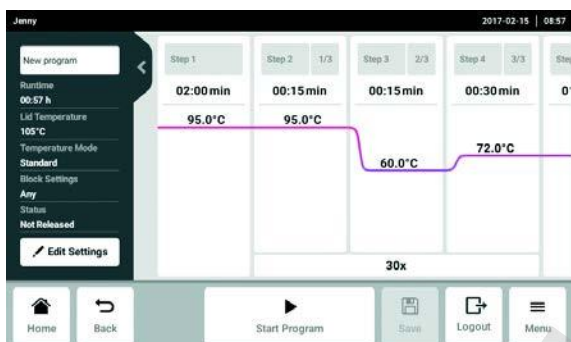 Jenny
2017-02-15 08:57
New program
Runtime
00:57 h
Lid Temperature
105°C
Temperature Mode
Standard
Block Settings
Any
Status
Not Released
Edit Settings
Step 1
Step 2 1/3
Step 3 2/3
Step 4 3/3
02:00 min
00:15 min
00:15 min
00:30 min
95.0°C
95.0°C
60.0°C
72.0°C
30x
Home
Back
Start Program
Save
Logout
Menu